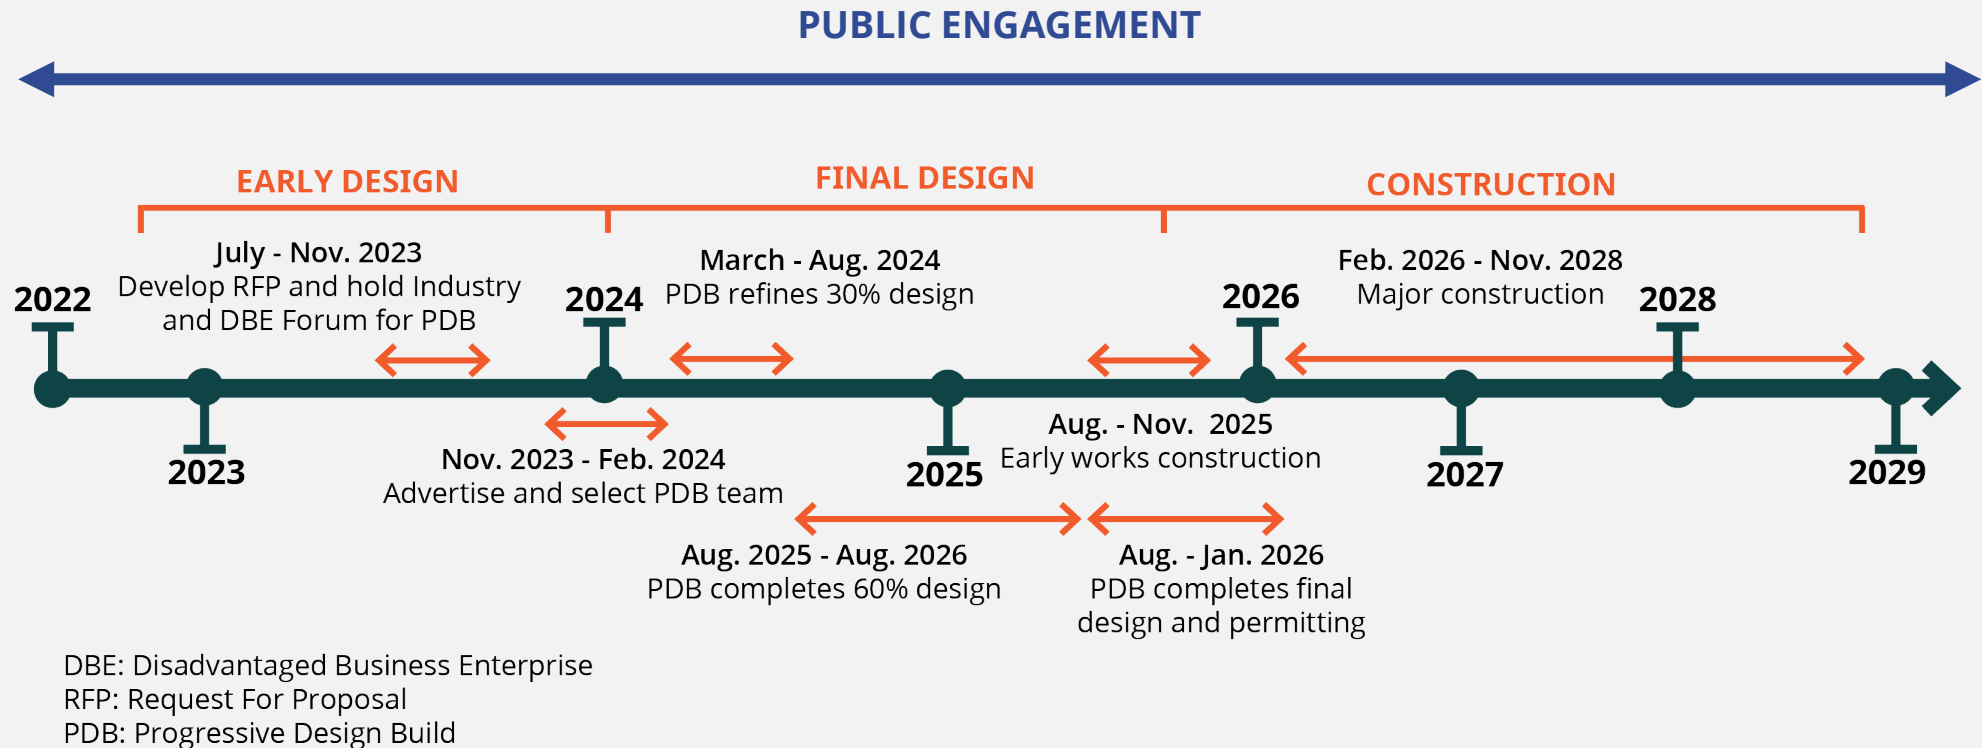 PUBLIC ENGAGEMENT
EARLY DESIGN
FINAL DESIGN
CONSTRUCTION
July - Nov. 2023
Develop RFP and hold Industry
and DBE Forum for PDB
March - Aug. 2024
PDB refines 30% design
Feb. 2026 - Nov. 2028
Major construction
2022
2024
2026
2028
2023
2025
2027
2029
Nov. 2023 - Feb. 2024
Advertise and select PDB team
Aug. - Nov.  2025
Early works construction
Aug. 2025 - Aug. 2026
PDB completes 60% design
Aug. - Jan. 2026
PDB completes final
design and permitting
DBE: Disadvantaged Business Enterprise
RFP: Request For Proposal
PDB: Progressive Design Build